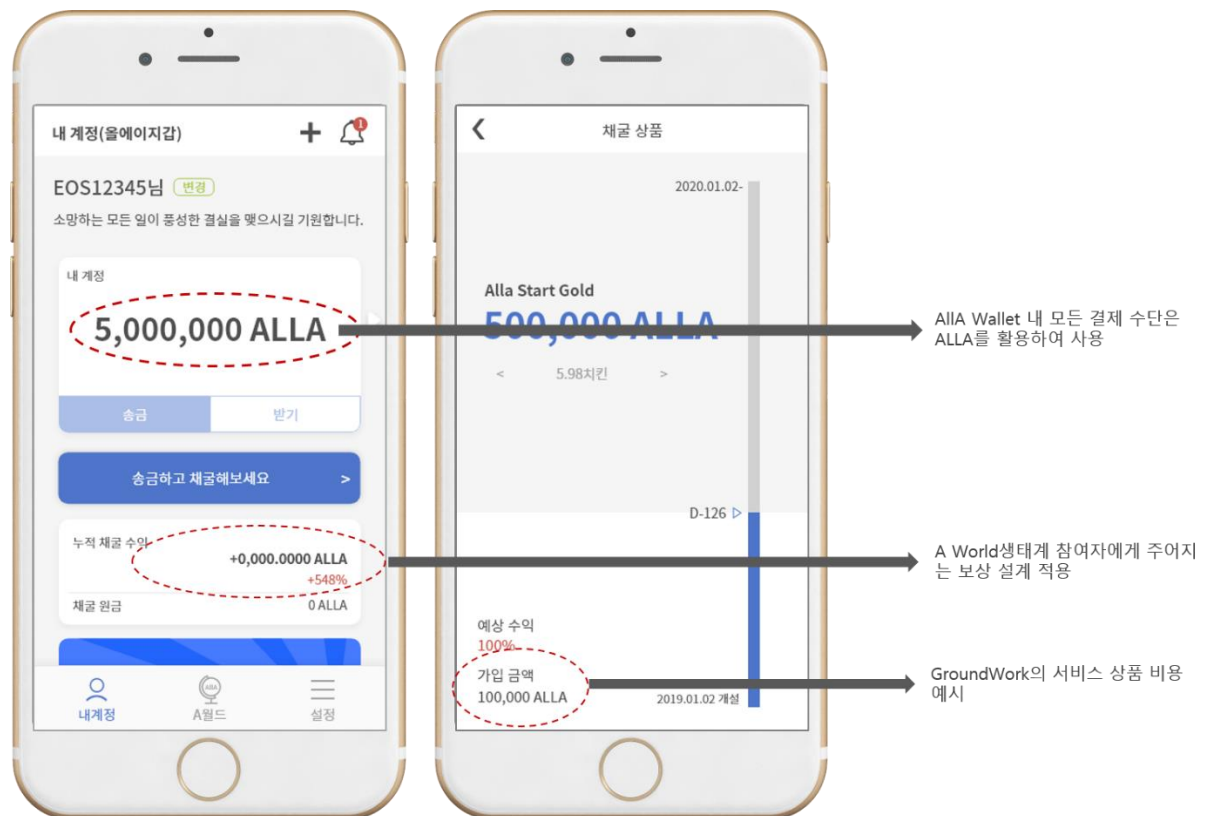 내 계정(올에이지갑)
1
EOS12345님 변경
소망하는 모든 일이 풍성한 결실을 맺으시길 기원합니다.
내 계정
5,000,000 ALLA
송금 받기
송금하고 채굴해보세요 >
누적 채굴 수익
+0,000.0000 ALLA
+548%
채굴 원금 0 ALLA
ABA
내계정 A월드 설정
채굴 상품
2020.01.02-
Alla Start Gold
500,000 ALLA
< 5.98치킨 >
D-126 ▷
예상 수익
100%
가입 금액
100,000 ALLA
2019.01.02 개설
AllA Wallet 내 모든 결제 수단은
ALLA를 활용하여 사용
A World생태계 참여자에게 주어지
는 보상 설계 적용
GroundWork의 서비스 상품 비용
예시